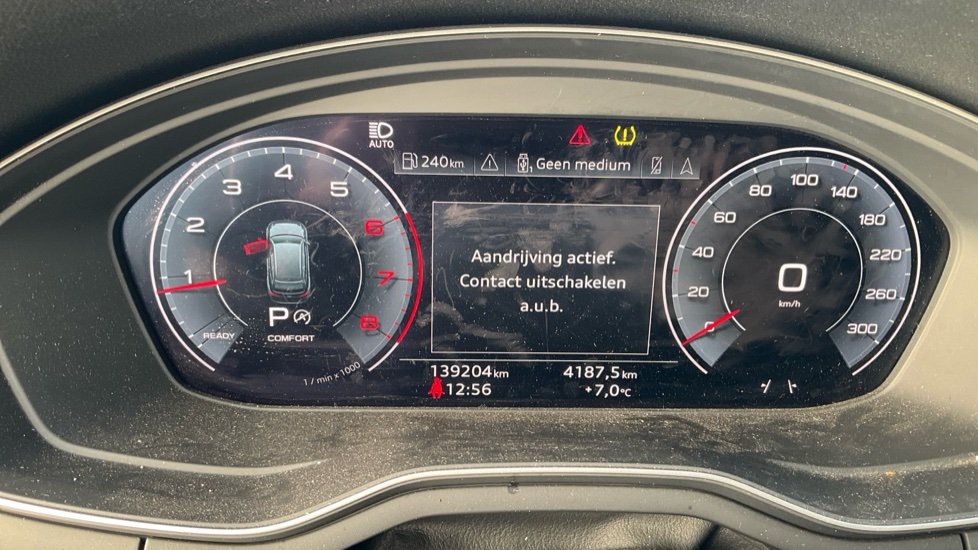 AUTO
240km
Geen medium
1
2
3
4
5
6
7
8
READY
P
COMFORT
1 / min x 1000
Aandrijving actief.
Contact uitschakelen
a.u.b.
0
20
40
60
80
100
140
180
220
260
300
0
km/h
139204km
4187,5km
12:56
+7,0°C